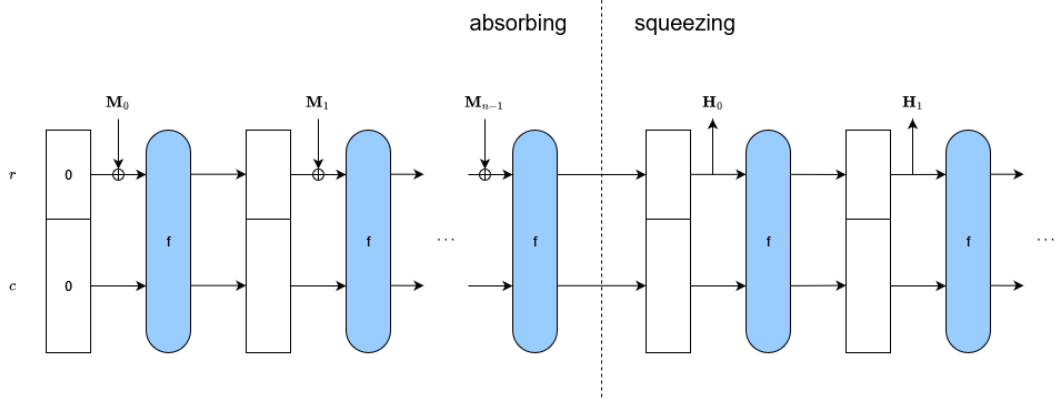 absorbing squeezing
M₀ M₁ Mₙ₋₁ H₀ H₁
r 0
f f ... f f f ...
c 0